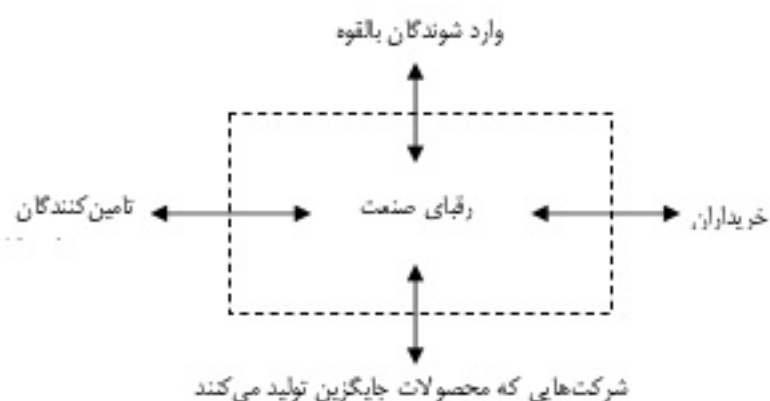 وارد شوندگان بالقوه
تامین‌کنندگان
رقبای صنعت
خریداران
شرکت‌هایی که محصولات جایگزین تولید می‌کنند